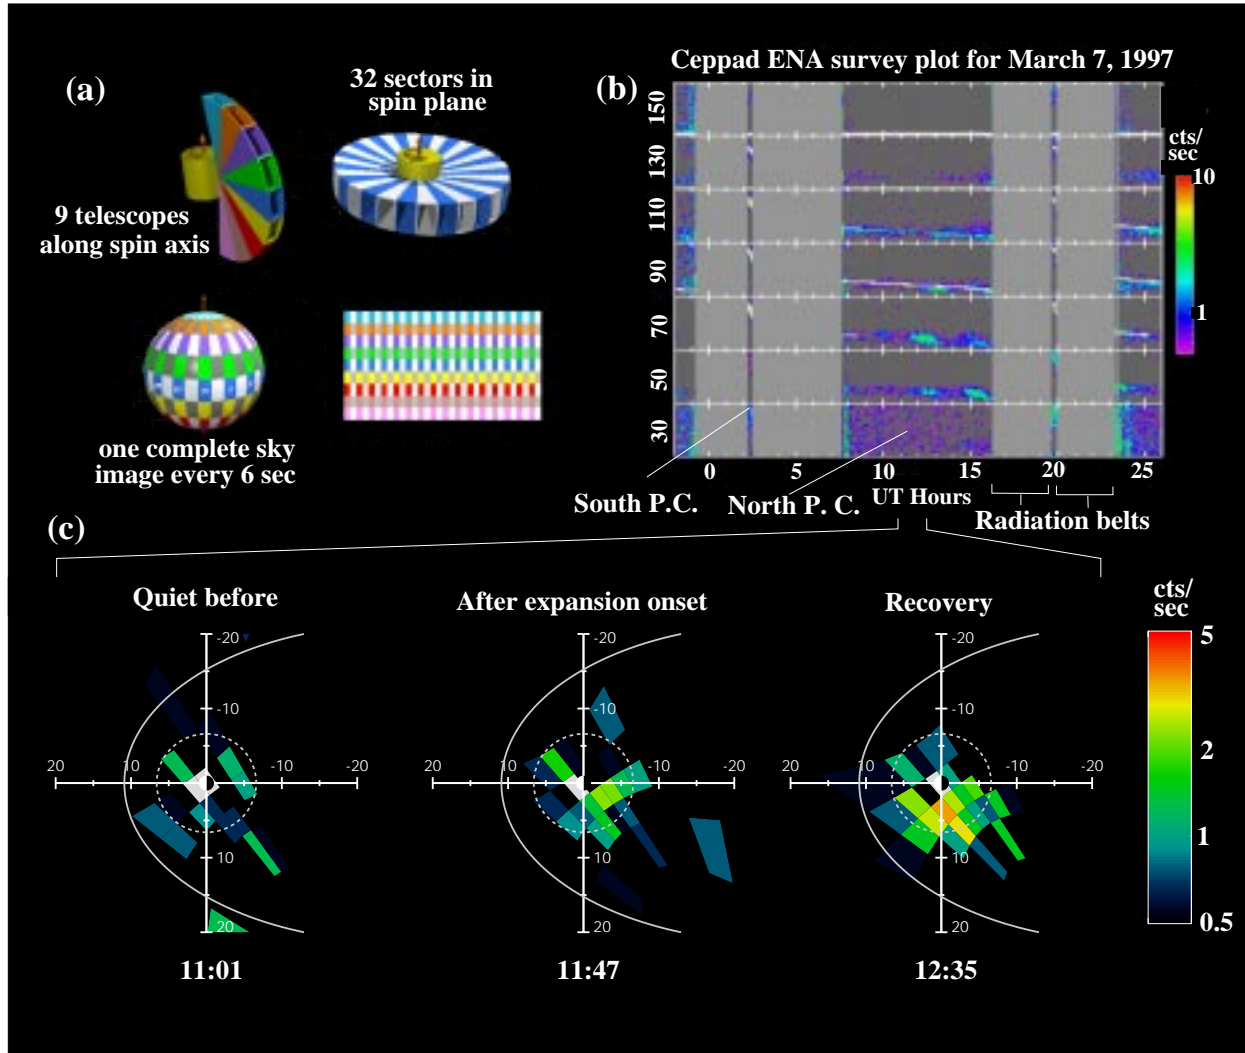 (a)
32 sectors in
spin plane
9 telescopes
along spin axis
one complete sky
image every 6 sec
Ceppad ENA survey plot for March 7, 1997
(b)
150
130
110
90
70
50
30
cts/
sec
10
1
0 5 10 15 20 25
South P.C.
North P. C.
UT Hours
Radiation belts
(c)
Quiet before
-20
-10
20 10 -10 -20
10
20
11:01
After expansion onset
-20
-10
20 10 -10 -20
10
20
11:47
Recovery
-20
-10
20 10 -10 -20
10
20
12:35
cts/
sec
5
2
1
0.5